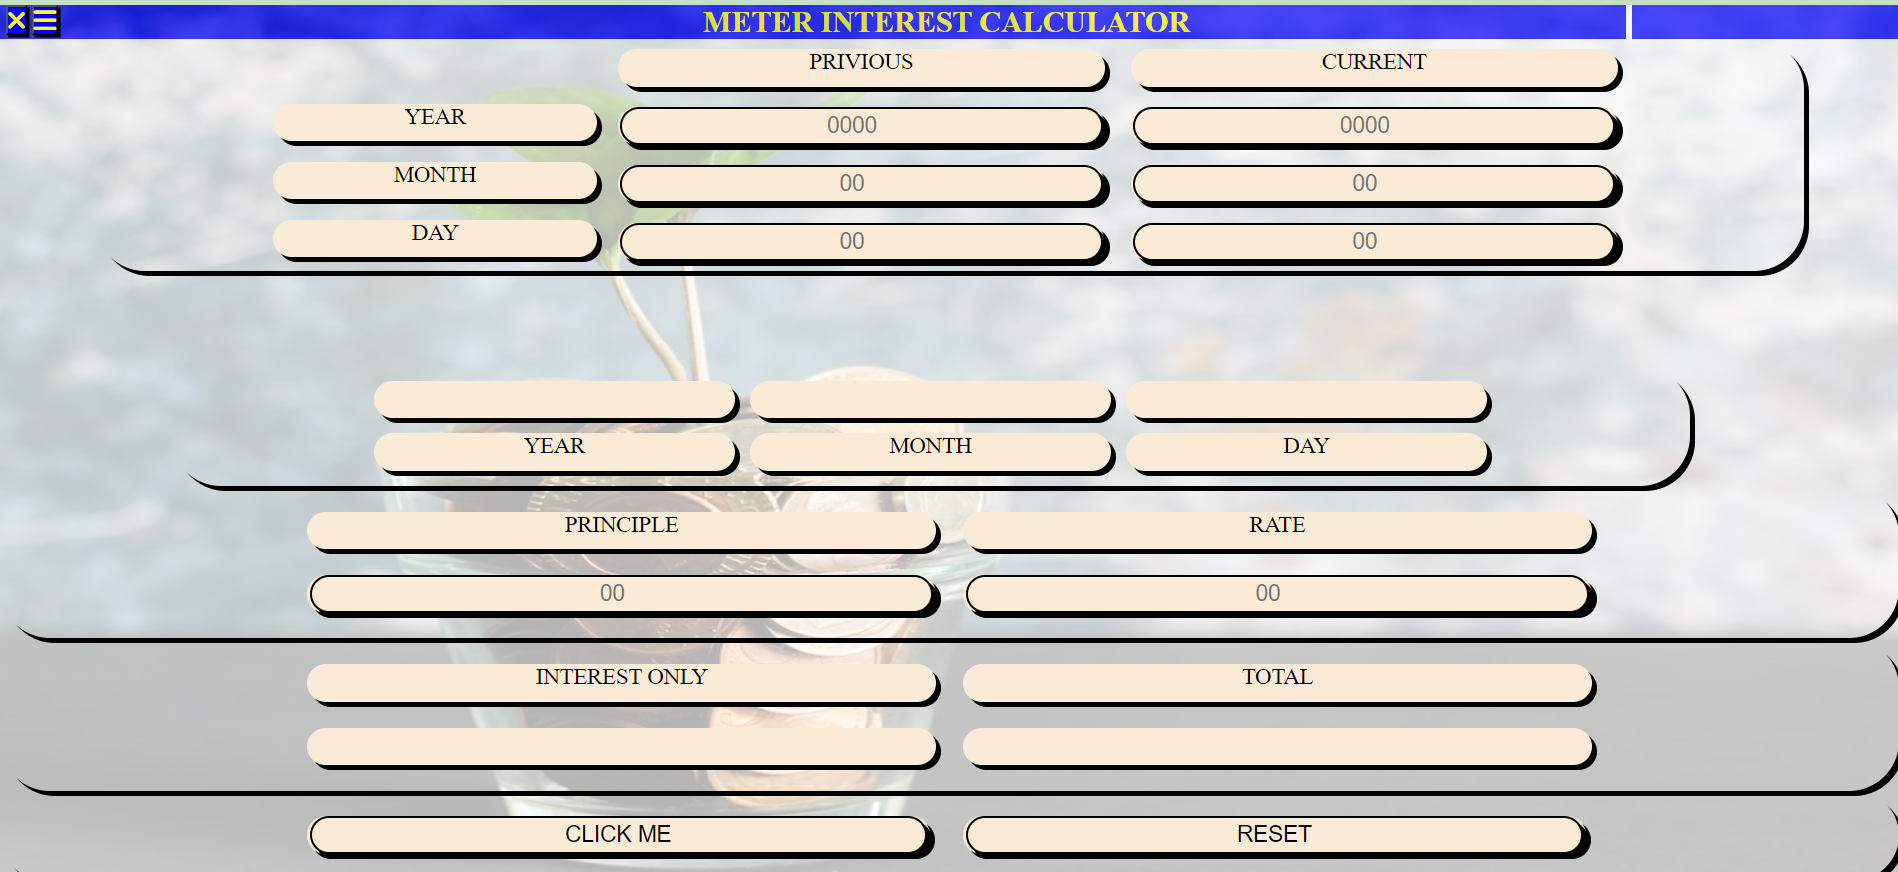 METER INTEREST CALCULATOR
PRIVIOUS CURRENT
YEAR 0000 0000
MONTH 00 00
DAY 00 00
YEAR MONTH DAY
PRINCIPLE RATE
00 00
INTEREST ONLY TOTAL
CLICK ME RESET